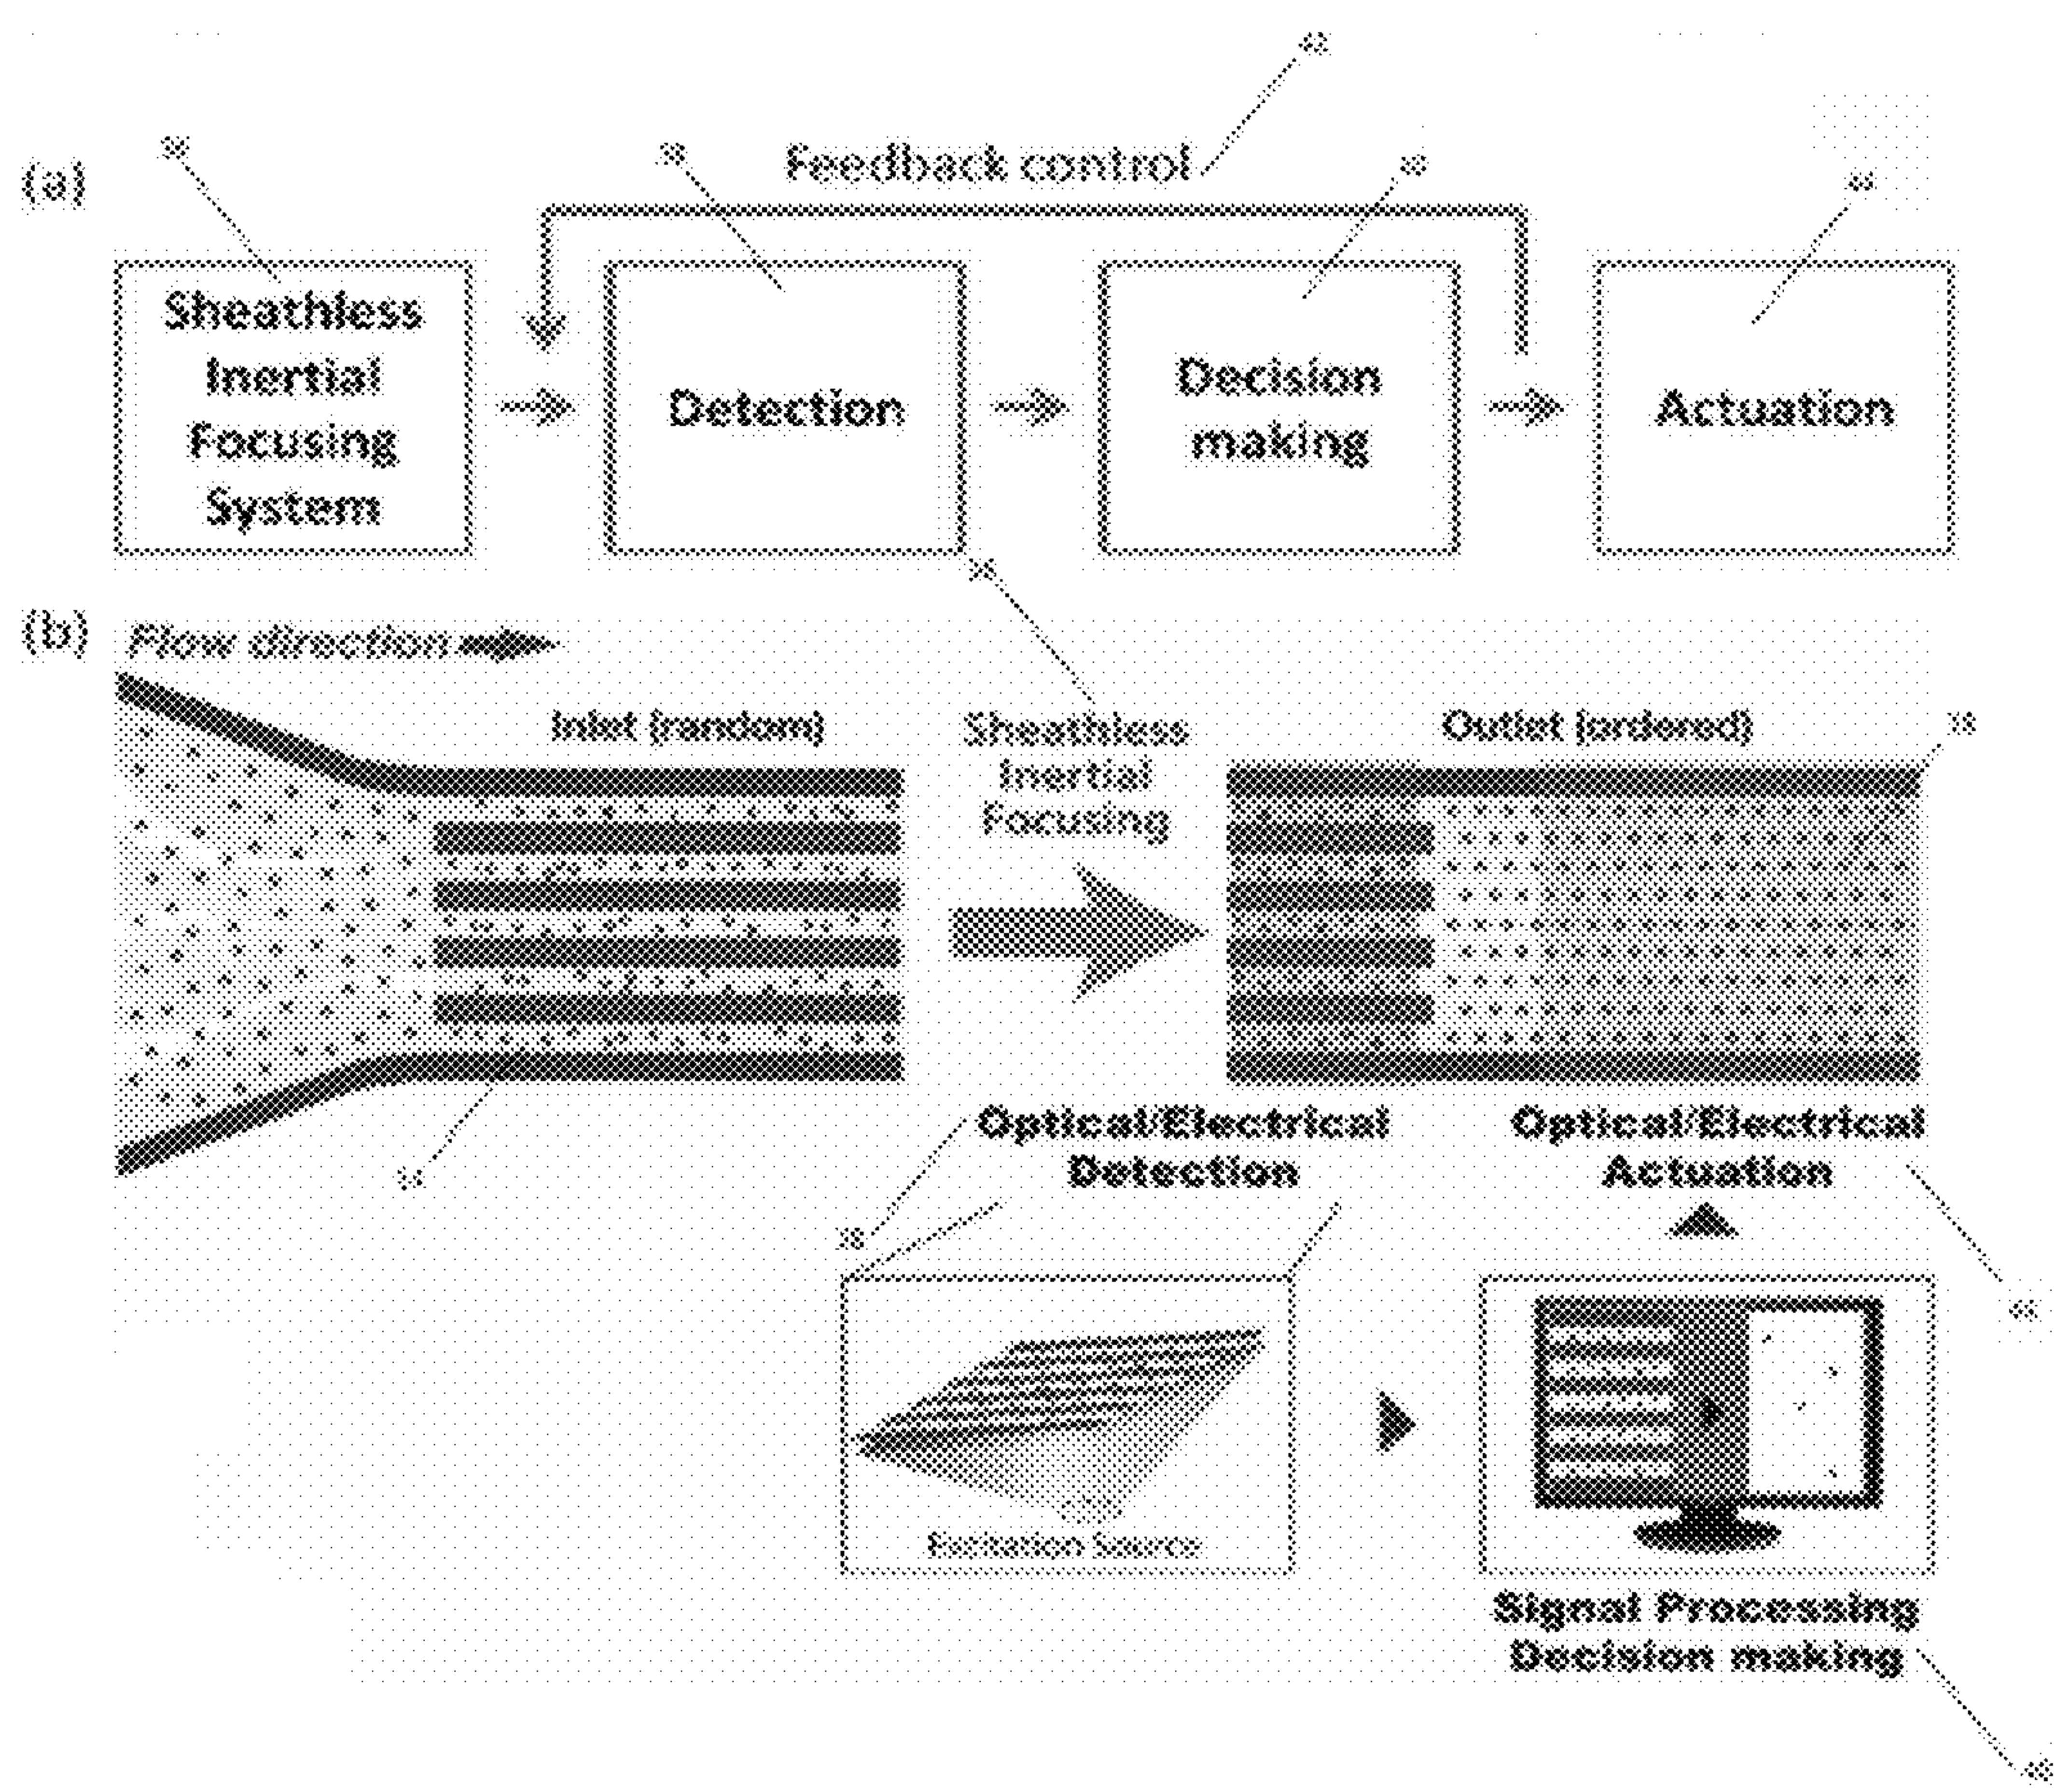 42
(a)
Feedback control
Sheathless
Inertial
Focusing
System
Detection
Decision
making
Actuation
(b) Flow direction
Inlet (random)
Sheathless
Inertial
Focusing
Outlet (ordered)
Optical/Electrical
Detection
Optical/Electrical
Actuation
Excitation Source
Signal Processing
Decision making